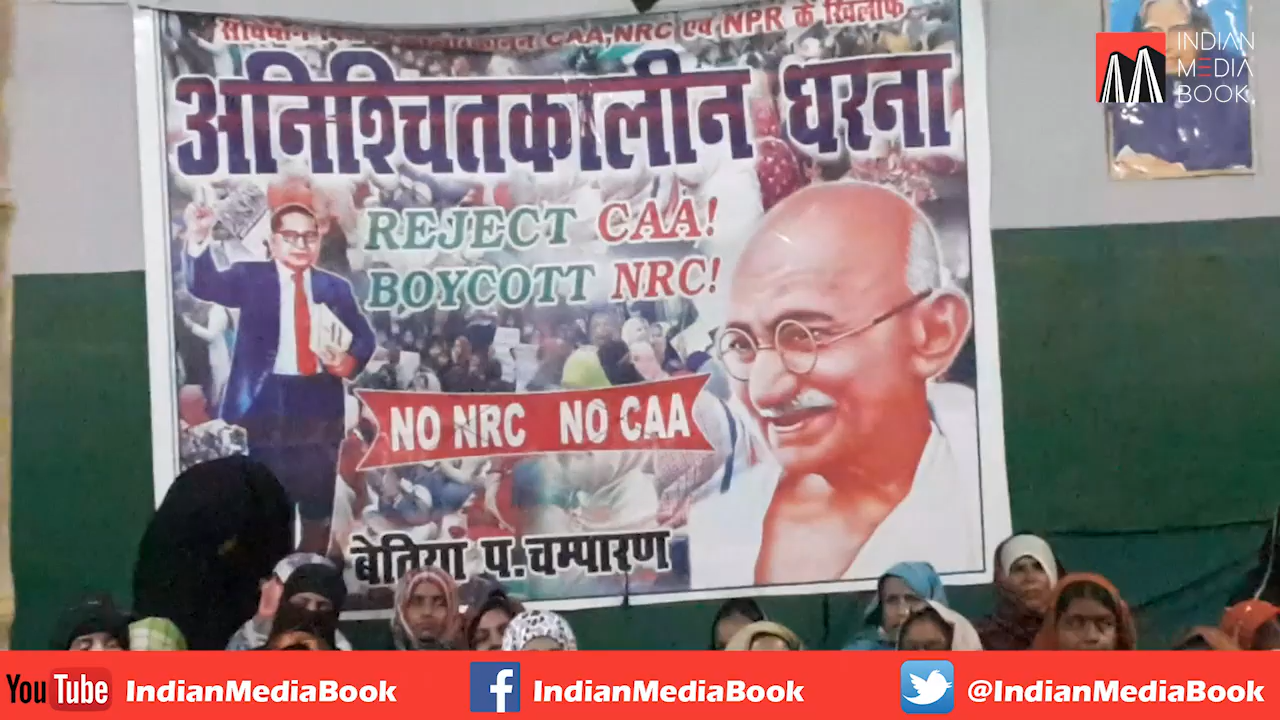 CAA, NRC एवं NPR के खिलाफ
अनिश्चितकालीन धरना
REJECT CAA!
BOYCOTT NRC!
NO NRC NO CAA
बेतिया प.चम्पारण
INDIAN
MEDIA
BOOK
YouTube IndianMediaBook
f IndianMediaBook
@IndianMediaBook